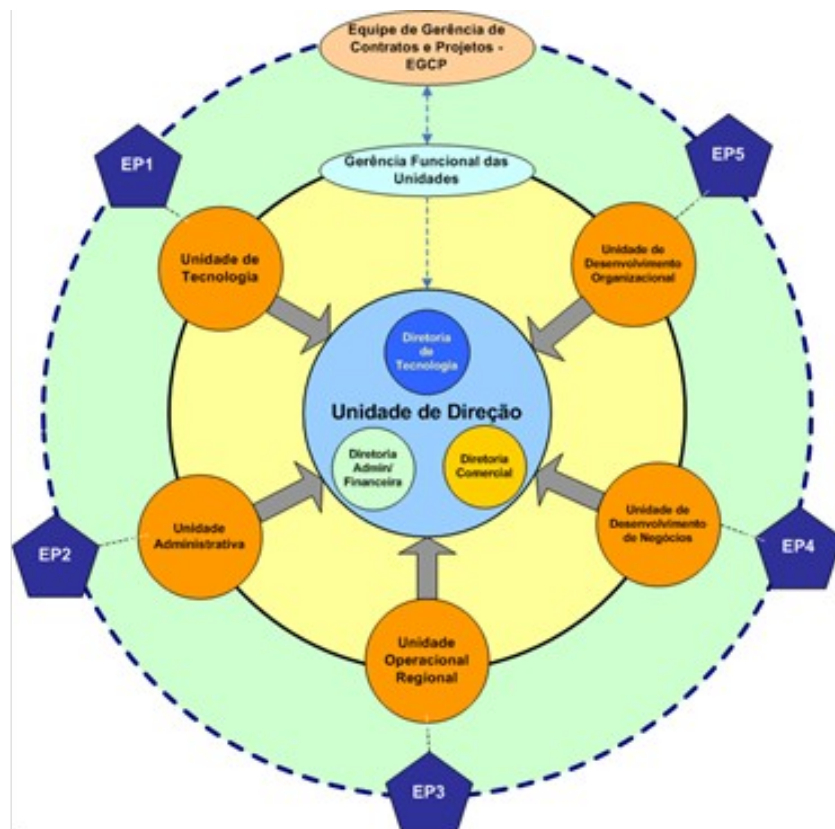 Equipe de Gerência de
Contratos e Projetos -
EGCP
EP1
EP5
Gerência Funcional das
Unidades
Unidade de
Tecnologia
Unidade de
Desenvolvimento
Organizacional
Diretoria
de
Tecnologia
Unidade de Direção
Diretoria
Admin/
Financeira
Diretoria
Comercial
Unidade
Administrativa
Unidade de
Desenvolvimento
de Negócios
EP2
EP4
Unidade
Operacional
Regional
EP3